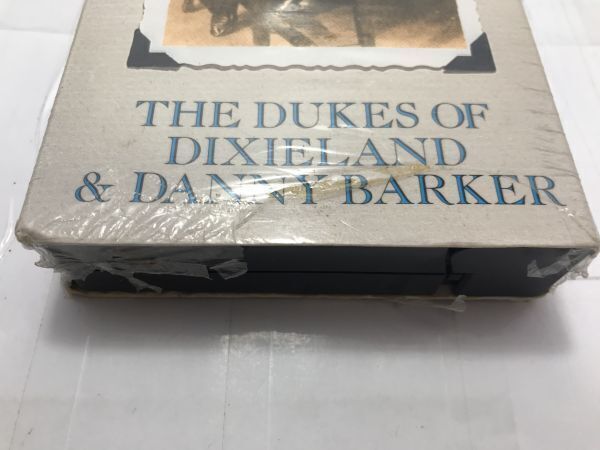 THE DUKES OF
DIXIELAND
& DANNY BARKER